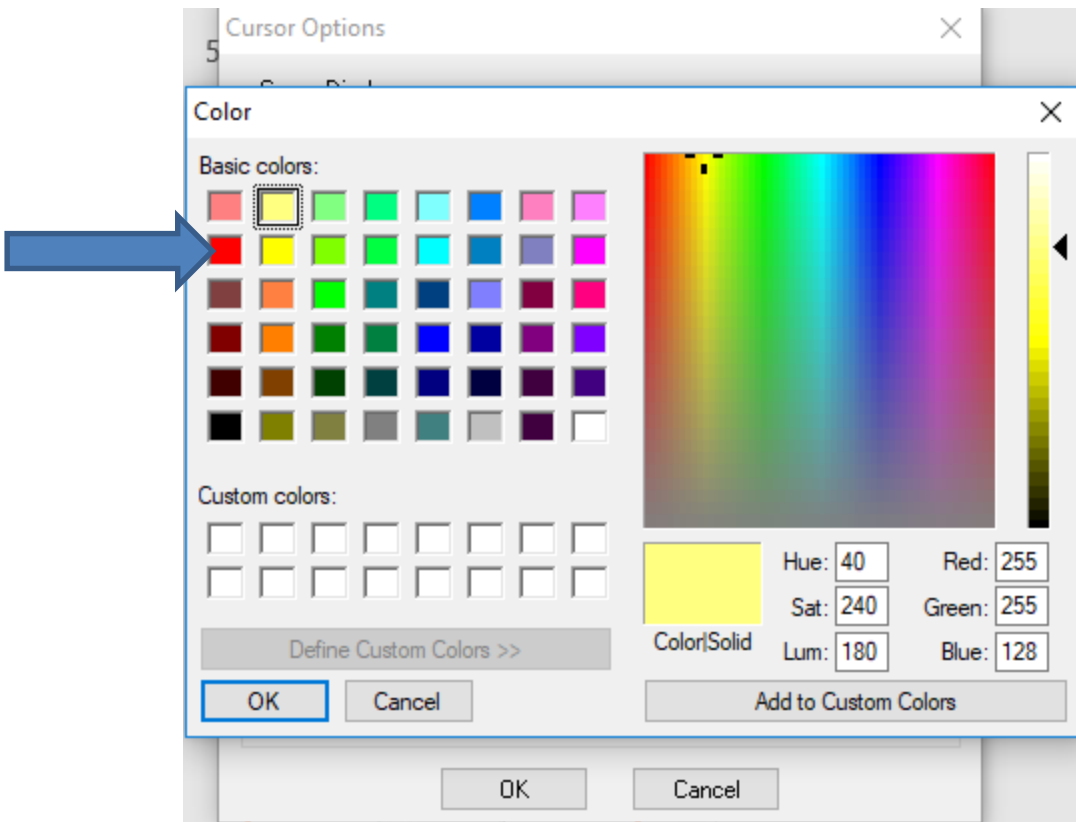 Cursor Options
5
Color
Basic colors:
Custom colors:
Define Custom Colors >>
OK
Cancel
Color|Solid
Hue: 40
Sat: 240
Lum: 180
Red: 255
Green: 255
Blue: 128
Add to Custom Colors
OK
Cancel